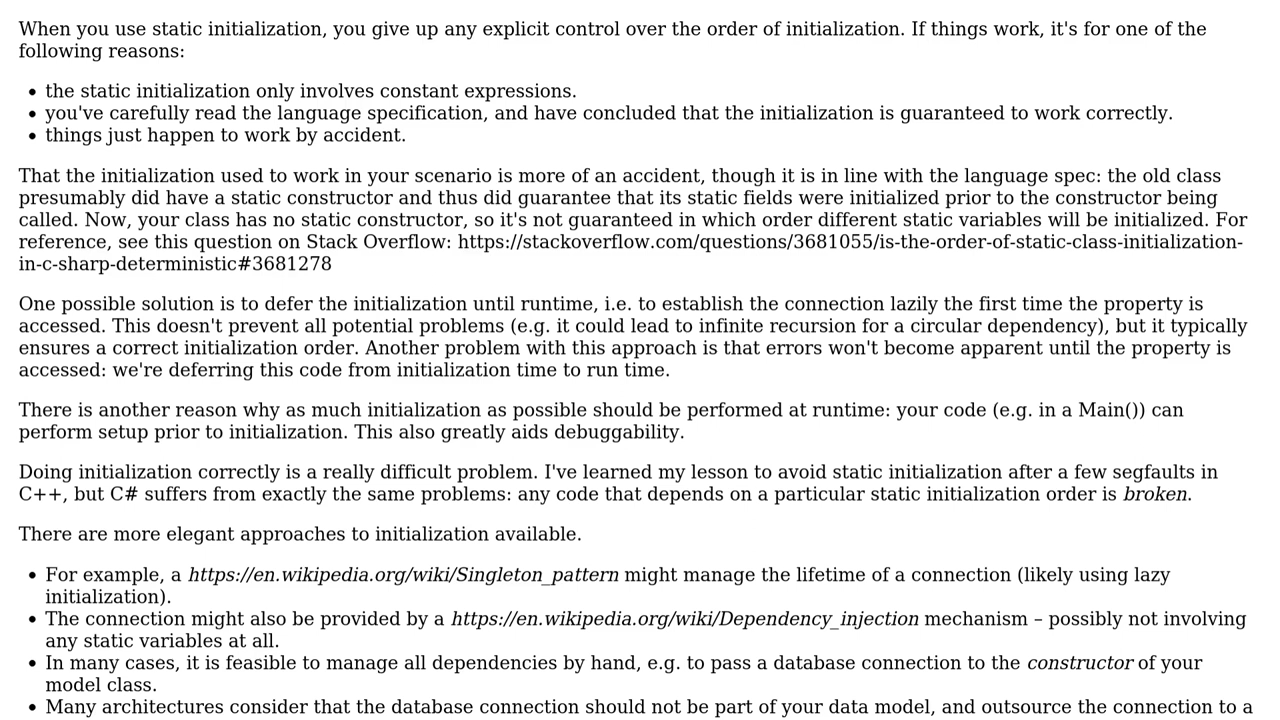 When you use static initialization, you give up any explicit control over the order of initialization. If things work, it's for one of the
following reasons:
• the static initialization only involves constant expressions.
• you've carefully read the language specification, and have concluded that the initialization is guaranteed to work correctly.
• things just happen to work by accident.
That the initialization used to work in your scenario is more of an accident, though it is in line with the language spec: the old class
presumably did have a static constructor and thus did guarantee that its static fields were initialized prior to the constructor being
called. Now, your class has no static constructor, so it's not guaranteed in which order different static variables will be initialized. For
reference, see this question on Stack Overflow: https://stackoverflow.com/questions/3681055/is-the-order-of-static-class-initialization-
in-c-sharp-deterministic#3681278
One possible solution is to defer the initialization until runtime, i.e. to establish the connection lazily the first time the property is
accessed. This doesn't prevent all potential problems (e.g. it could lead to infinite recursion for a circular dependency), but it typically
ensures a correct initialization order. Another problem with this approach is that errors won't become apparent until the property is
accessed: we're deferring this code from initialization time to run time.
There is another reason why as much initialization as possible should be performed at runtime: your code (e.g. in a Main()) can
perform setup prior to initialization. This also greatly aids debuggability.
Doing initialization correctly is a really difficult problem. I've learned my lesson to avoid static initialization after a few segfaults in
C++, but C# suffers from exactly the same problems: any code that depends on a particular static initialization order is broken.
There are more elegant approaches to initialization available.
• For example, a https://en.wikipedia.org/wiki/Singleton_pattern might manage the lifetime of a connection (likely using lazy
initialization).
• The connection might also be provided by a https://en.wikipedia.org/wiki/Dependency_injection mechanism – possibly not involving
any static variables at all.
• In many cases, it is feasible to manage all dependencies by hand, e.g. to pass a database connection to the constructor of your
model class.
• Many architectures consider that the database connection should not be part of your data model, and outsource the connection to a